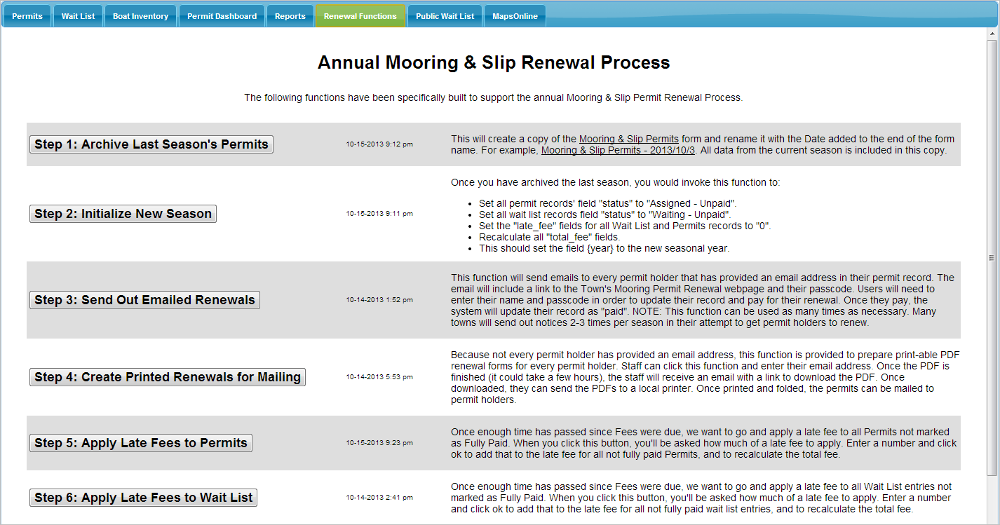 Permits Wait List Boat Inventory Permit Dashboard Reports Renewal Functions Public Wait List MapsOnline
Annual Mooring & Slip Renewal Process
The following functions have been specifically built to support the annual Mooring & Slip Permit Renewal Process.
Step 1: Archive Last Season's Permits
10-15-2013 9:12 pm
This will create a copy of the Mooring & Slip Permits form and rename it with the Date added to the end of the form
name. For example, Mooring & Slip Permits - 2013/10/3. All data from the current season is included in this copy.
Step 2: Initialize New Season
10-15-2013 9:11 pm
Once you have archived the last season, you would invoke this function to:
• Set all permit records' field "status" to "Assigned - Unpaid".
• Set all wait list records field "status" to "Waiting - Unpaid".
• Set the "late_fee" fields for all Wait List and Permits records to "0".
• Recalculate all "total_fee" fields.
• This should set the field {year} to the new seasonal year.
Step 3: Send Out Emailed Renewals
10-14-2013 1:52 pm
This function will send emails to every permit holder that has provided an email address in their permit record. The
email will include a link to the Town's Mooring Permit Renewal webpage and their passcode. Users will need to
enter their name and passcode in order to update their record and pay for their renewal. Once they pay, the
system will update their record as "paid". NOTE: This function can be used as many times as necessary. Many
towns will send out notices 2-3 times per season in their attempt to get permit holders to renew.
Step 4: Create Printed Renewals for Mailing
10-14-2013 5:53 pm
Because not every permit holder has provided an email address, this function is provided to prepare print-able PDF
renewal forms for every permit holder. Staff can click this function and enter their email address. Once the PDF is
finished (it could take a few hours), the staff will receive an email with a link to download the PDF. Once
downloaded, they can send the PDFs to a local printer. Once printed and folded, the permits can be mailed to
permit holders.
Step 5: Apply Late Fees to Permits
10-15-2013 9:23 pm
Once enough time has passed since Fees were due, we want to go and apply a late fee to all Permits not marked
as Fully Paid. When you click this button, you'll be asked how much of a late fee to apply. Enter a number and click
ok to add that to the late fee for all not fully paid Permits, and to recalculate the total fee.
Step 6: Apply Late Fees to Wait List
10-14-2013 2:41 pm
Once enough time has passed since Fees were due, we want to go and apply a late fee to all Wait List entries not
marked as Fully Paid. When you click this button, you'll be asked how much of a late fee to apply. Enter a number
and click ok to add that to the late fee for all not fully paid wait list entries, and to recalculate the total fee.